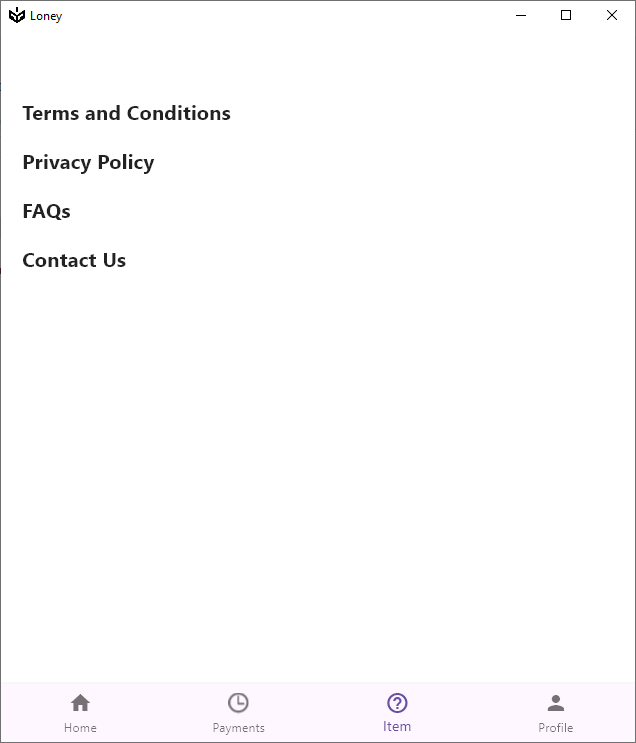 Loney
Terms and Conditions
Privacy Policy
FAQs
Contact Us
Home
Payments
Item
Profile